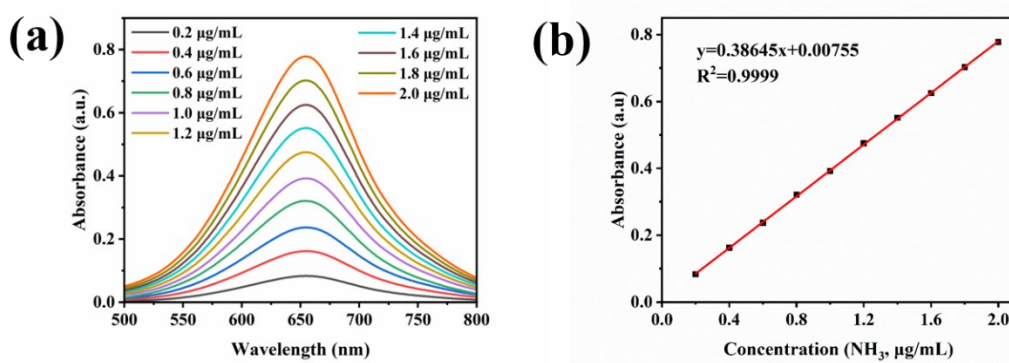 (a)
Absorbance (a.u.)
0.8
0.6
0.4
0.2
0.0
0.2 μg/mL
0.4 μg/mL
0.6 μg/mL
0.8 μg/mL
1.0 μg/mL
1.2 μg/mL
1.4 μg/mL
1.6 μg/mL
1.8 μg/mL
2.0 μg/mL
500 550 600 650 700 750 800
Wavelength (nm)
(b)
Absorbance (a.u)
0.8
0.6
0.4
0.2
0.0
y=0.38645x+0.00755
R²=0.9999
0.0 0.4 0.8 1.2 1.6 2.0
Concentration (NH₃, μg/mL)